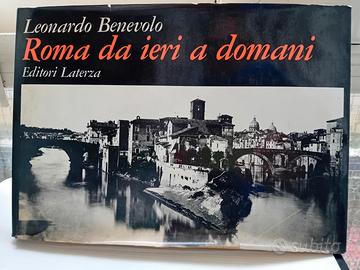 Leonardo Benevolo
Roma da ieri a domani
Editori Laterza
subito